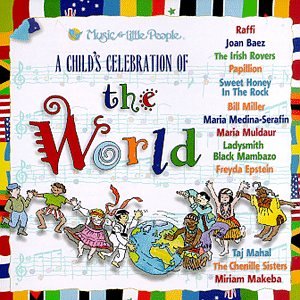 Music for Little People
A CHILD'S CELEBRATION OF
the
World
Raffi
Joan Baez
The Irish Rovers
Papillion
Sweet Honey
In The Rock
Bill Miller
Maria Medina-Serafin
Maria Muldaur
Ladysmith
Black Mambazo
Freyda Epstein
Taj Mahal
The Chenille Sisters
Miriam Makeba